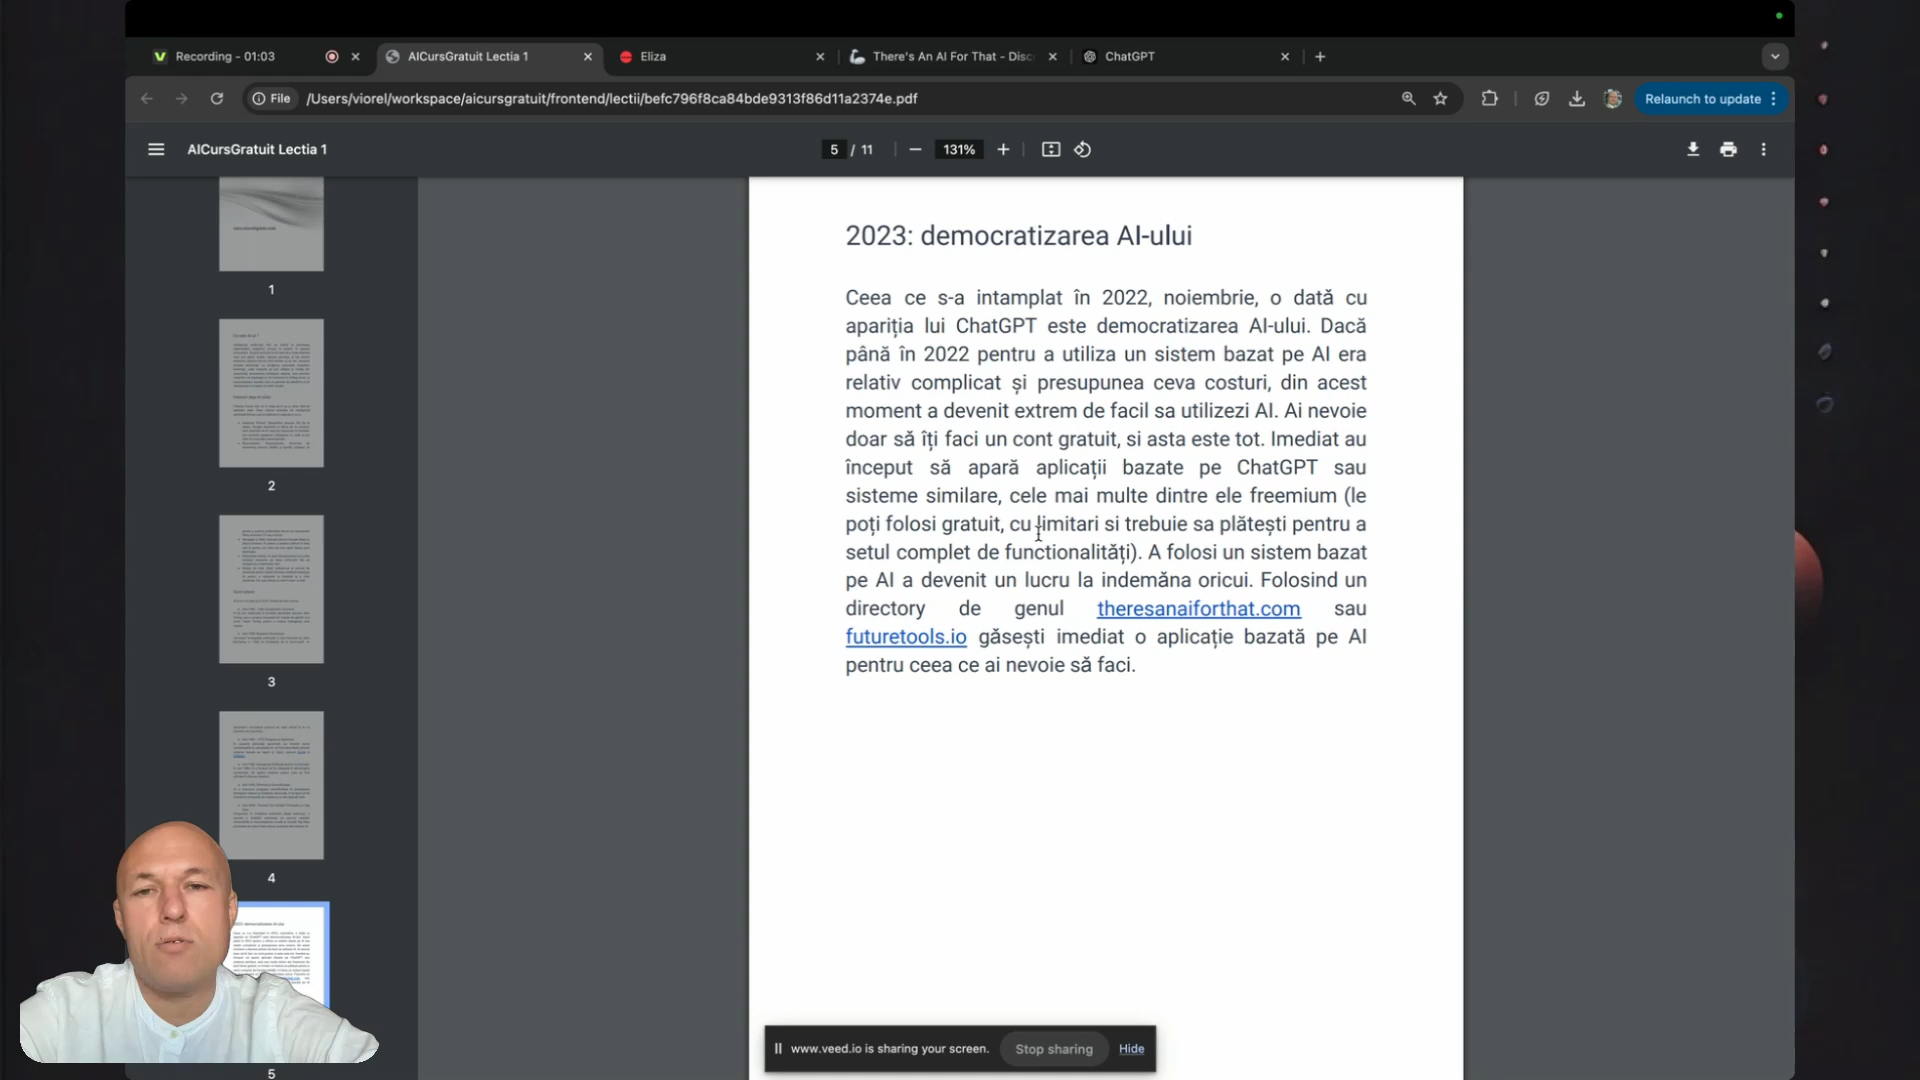 Recording - 01:03
AICursGratuit Lectia 1
Eliza
There's An AI For That - Disc
ChatGPT
File
/Users/viorel/workspace/aicursgratuit/frontend/lectii/befc796f8ca84bde9313f86d11a2374e.pdf
Relaunch to update
AICursGratuit Lectia 1
5 / 11
131%
1
2
3
4
5
2023: democratizarea AI-ului
Ceea ce s-a intamplat în 2022, noiembrie, o dată cu
apariția lui ChatGPT este democratizarea AI-ului. Dacă
până în 2022 pentru a utiliza un sistem bazat pe AI era
relativ complicat și presupunea ceva costuri, din acest
moment a devenit extrem de facil sa utilizezi AI. Ai nevoie
doar să îți faci un cont gratuit, si asta este tot. Imediat au
început să apară aplicații bazate pe ChatGPT sau
sisteme similare, cele mai multe dintre ele freemium (le
poți folosi gratuit, cu limitari si trebuie sa plătești pentru a
setul complet de funcționalități). A folosi un sistem bazat
pe AI a devenit un lucru la indemăna oricui. Folosind un
directory de genul theresanaiforthat.com sau
futuretools.io găsești imediat o aplicație bazată pe AI
pentru ceea ce ai nevoie să faci.
www.veed.io is sharing your screen.
Stop sharing
Hide